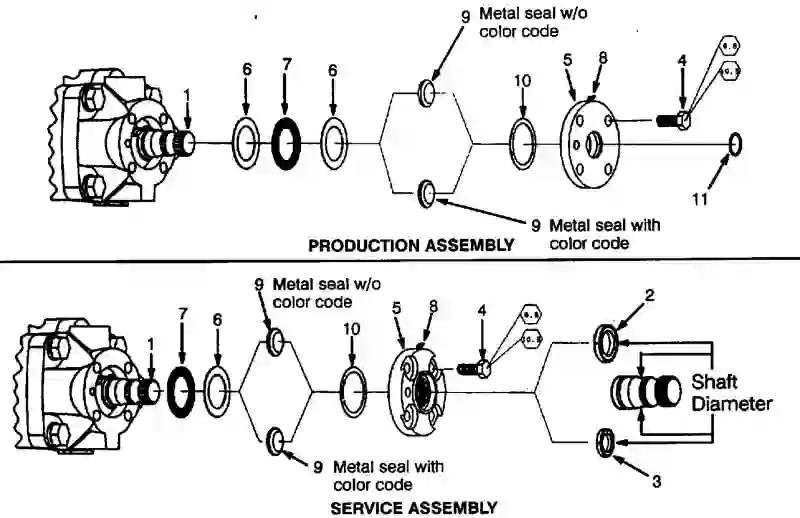 9 Metal seal w/o
color code
6 7 6 10 5 8 4
1
11
9 Metal seal with
color code
PRODUCTION ASSEMBLY
9 Metal seal w/o
color code
7 6 10 5 8 4 2
1
Shaft
Diameter
9 Metal seal with
color code
3
SERVICE ASSEMBLY